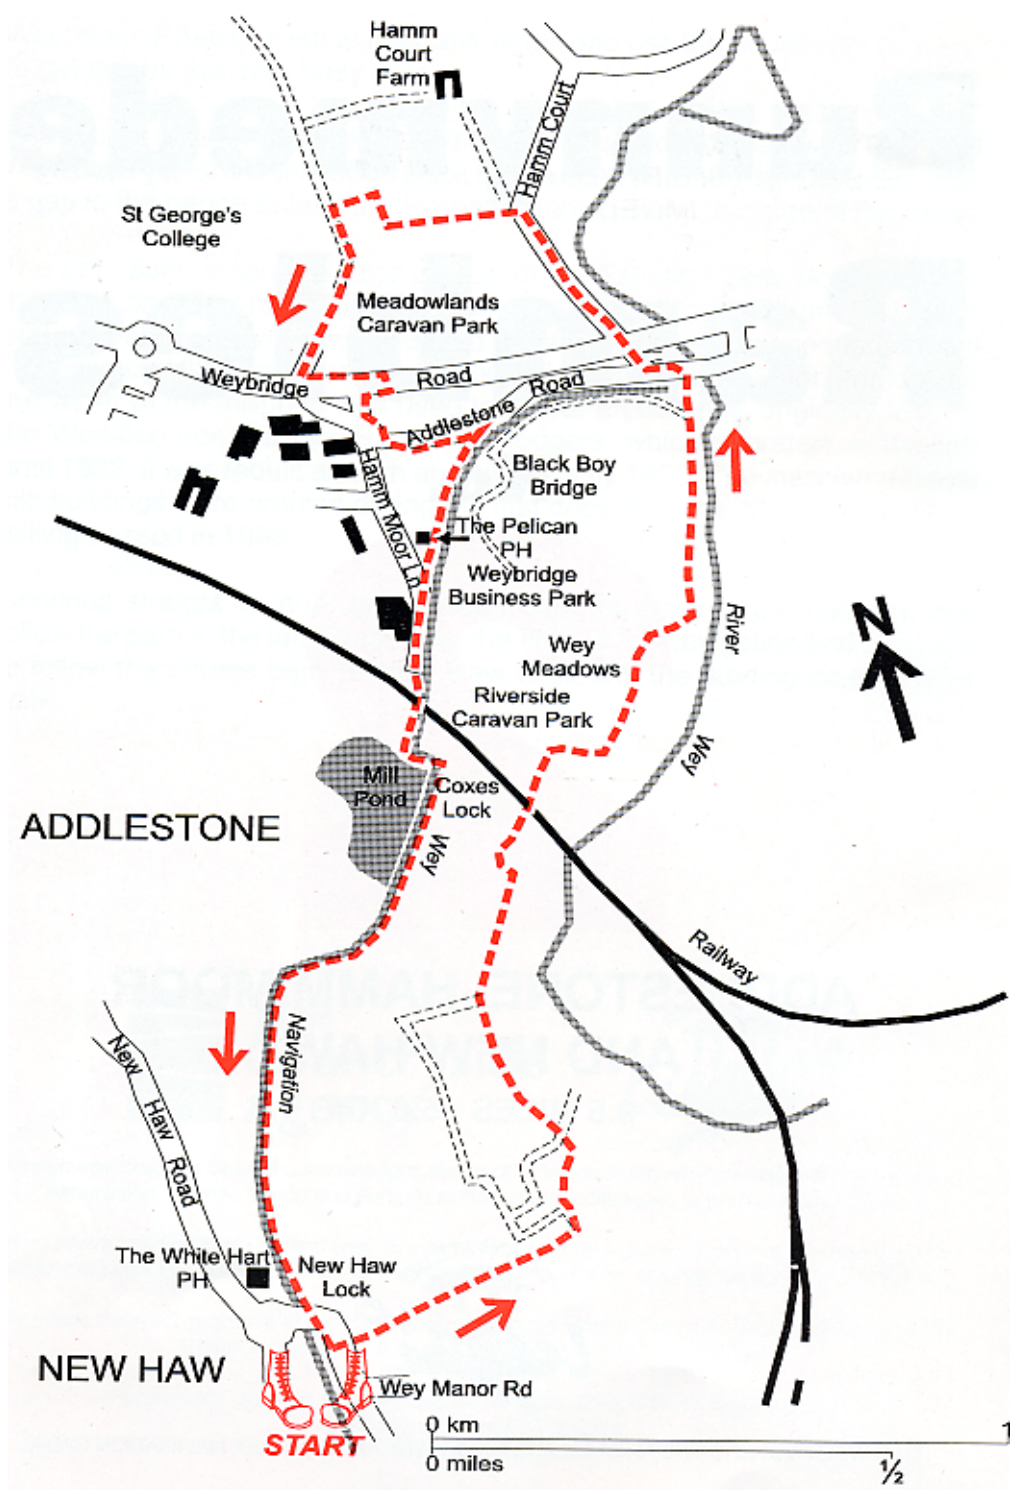 Hamm
Court
Farm
Hamm Court
St George's
College
Meadowlands
Caravan Park
Weybridge
Road
Addlestone
Road
Hamm Moor Ln
Black Boy
Bridge
The Pelican
PH
Weybridge
Business Park
Wey
Meadows
Riverside
Caravan Park
River
Wey
N
Mill
Pond
Coxes
Lock
Wey
ADDLESTONE
Railway
Navigation
New
Haw
Road
The White Hart
PH
New Haw
Lock
NEW HAW
Wey Manor Rd
START
0 km
1
0 miles
½